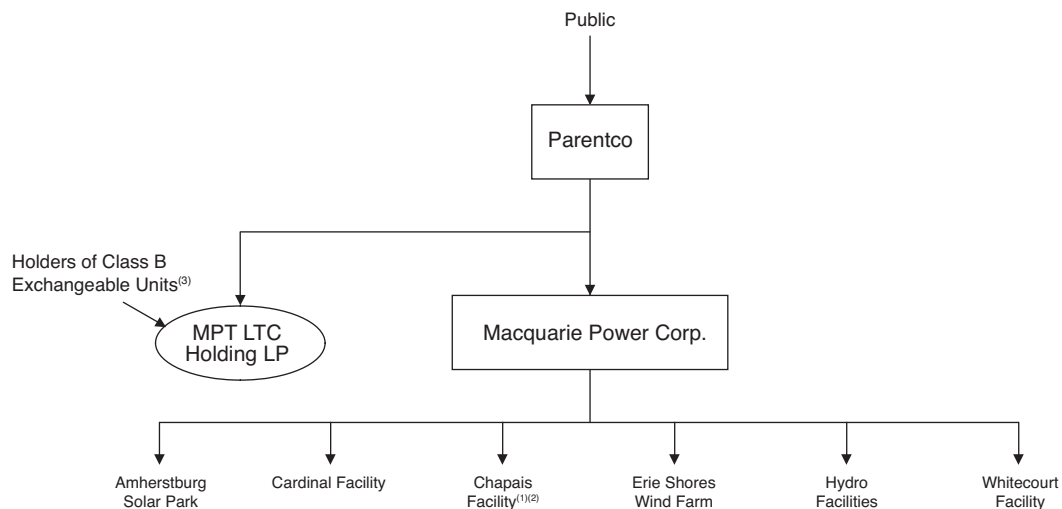 Public
Parentco
Holders of Class B
Exchangeable Units(3)
MPT LTC
Holding LP
Macquarie Power Corp.
Amherstburg
Solar Park
Cardinal Facility
Chapais
Facility(1)(2)
Erie Shores
Wind Farm
Hydro
Facilities
Whitecourt
Facility